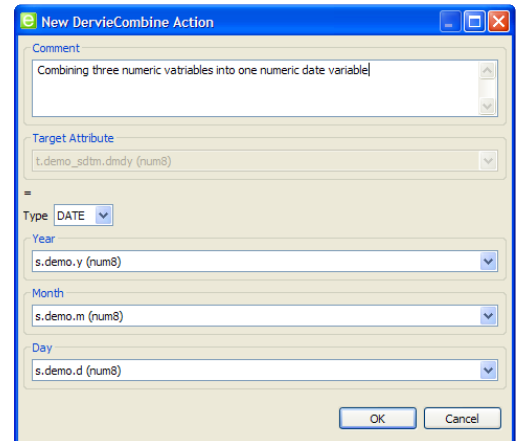 New DervieCombine Action
Comment
Combining three numeric vatriables into one numeric date variable
Target Attribute
t.demo_sdtm.dmdy (num8)
=
Type DATE
Year
s.demo.y (num8)
Month
s.demo.m (num8)
Day
s.demo.d (num8)
OK Cancel